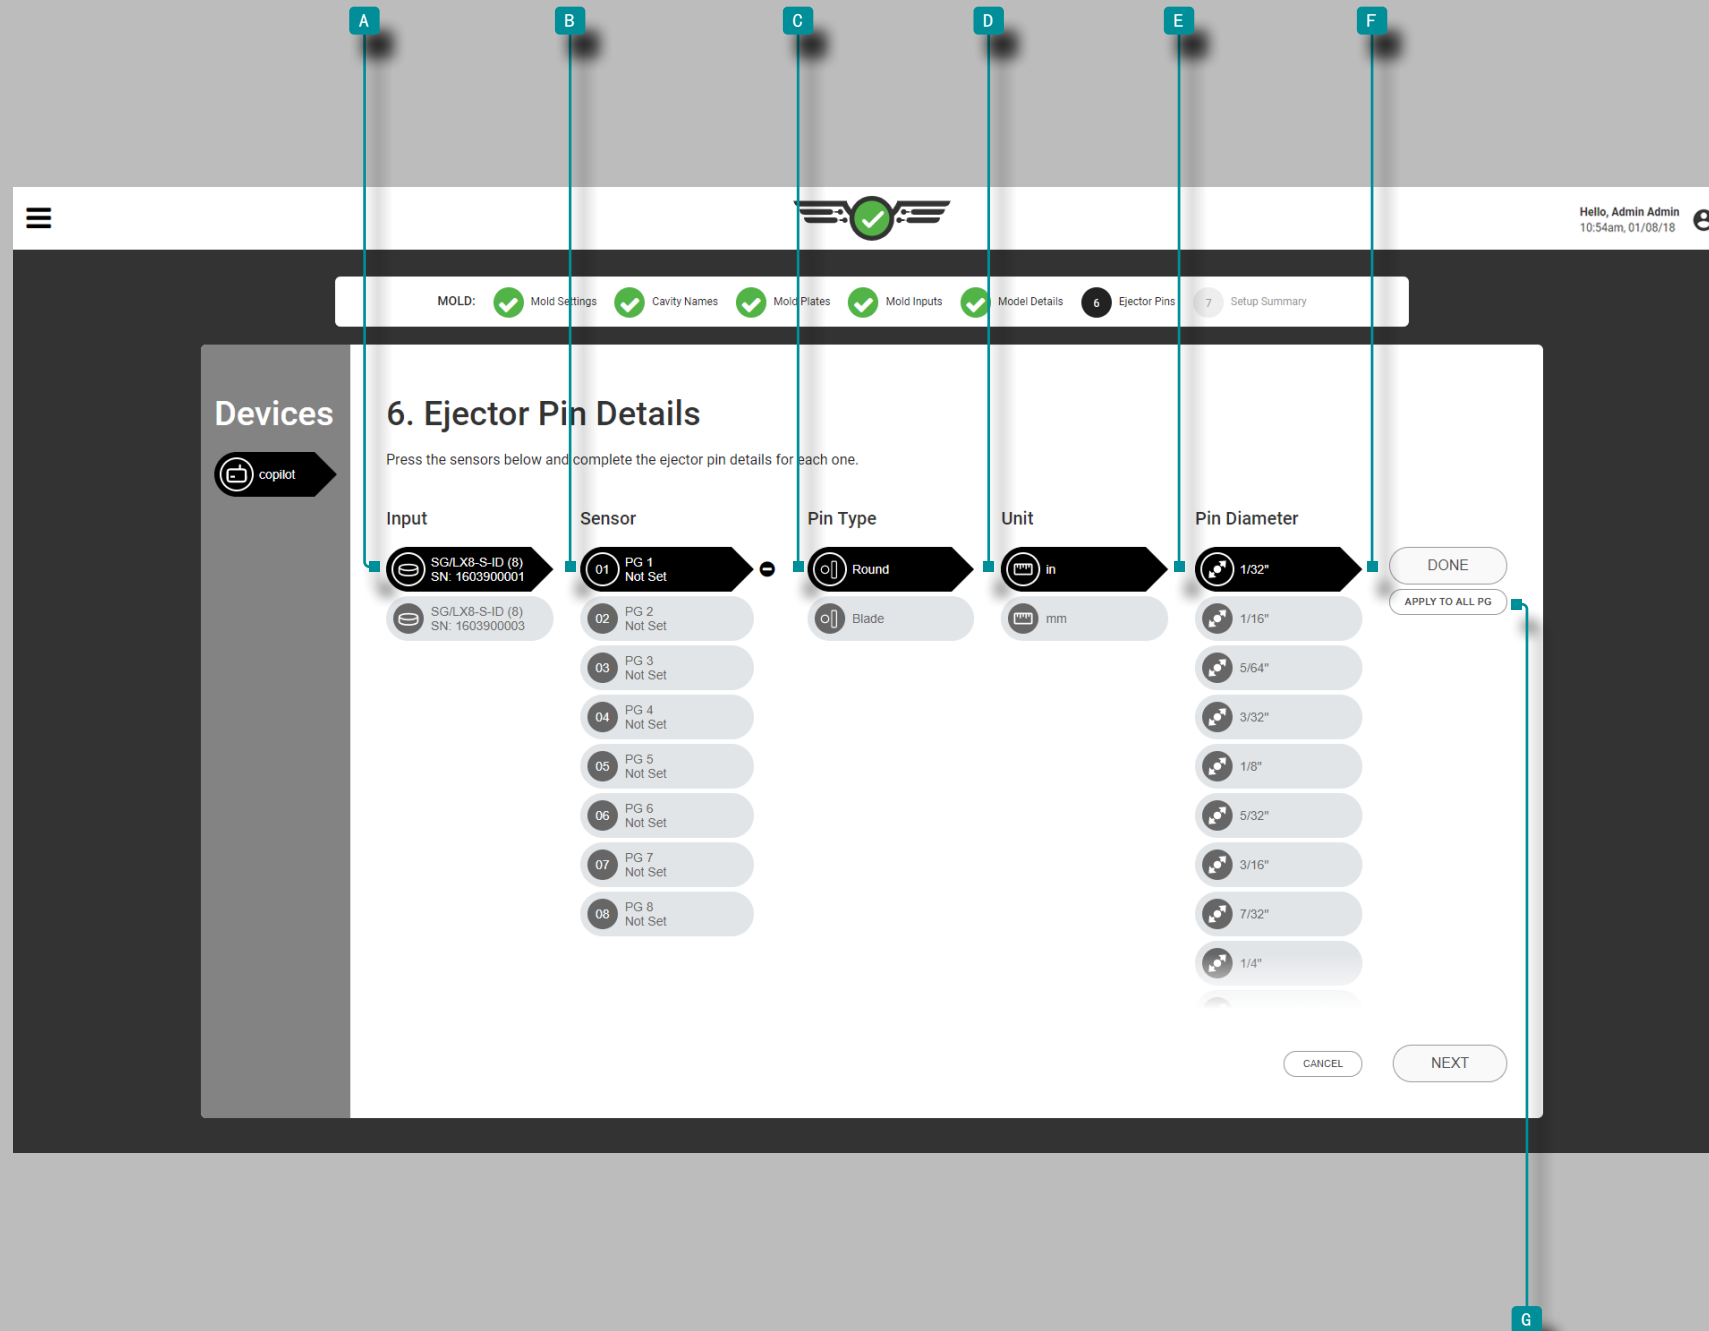 A
B
C
D
E
F
Hello, Admin Admin
10:54am, 01/08/18
MOLD:
Mold Settings
Cavity Names
Mold Plates
Mold Inputs
Model Details
6
Ejector Pins
7
Setup Summary
Devices
copilot
6. Ejector Pin Details
Press the sensors below and complete the ejector pin details for each one.
Input
Sensor
Pin Type
Unit
Pin Diameter
SG/LX8-S-ID (8)
SN: 1603900001
SG/LX8-S-ID (8)
SN: 1603900003
01
PG 1
Not Set
02
PG 2
Not Set
03
PG 3
Not Set
04
PG 4
Not Set
05
PG 5
Not Set
06
PG 6
Not Set
07
PG 7
Not Set
08
PG 8
Not Set
Round
Blade
in
mm
1/32"
1/16"
5/64"
3/32"
1/8"
5/32"
3/16"
7/32"
1/4"
DONE
APPLY TO ALL PG
CANCEL
NEXT
G